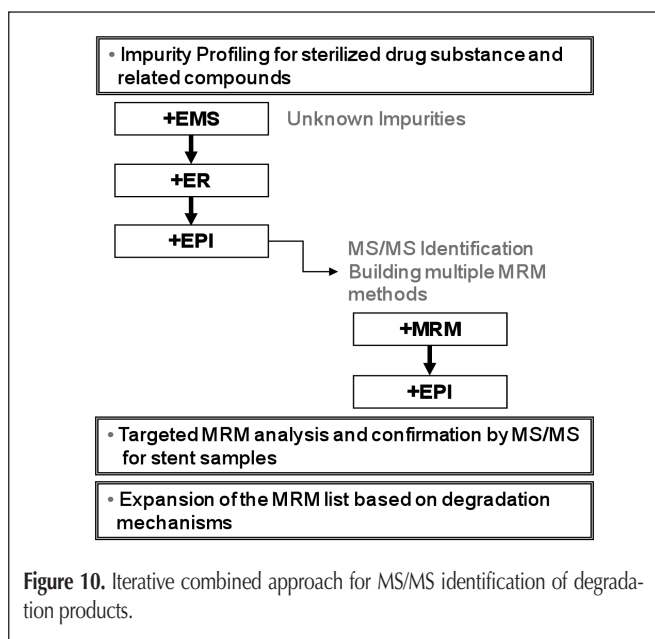 • Impurity Profiling for sterilized drug substance and
related compounds
+EMS
Unknown Impurities
+ER
+EPI
MS/MS Identification
Building multiple MRM
methods
+MRM
+EPI
• Targeted MRM analysis and confirmation by MS/MS
for stent samples
• Expansion of the MRM list based on degradation
mechanisms
Figure 10. Iterative combined approach for MS/MS identification of degrada-
tion products.